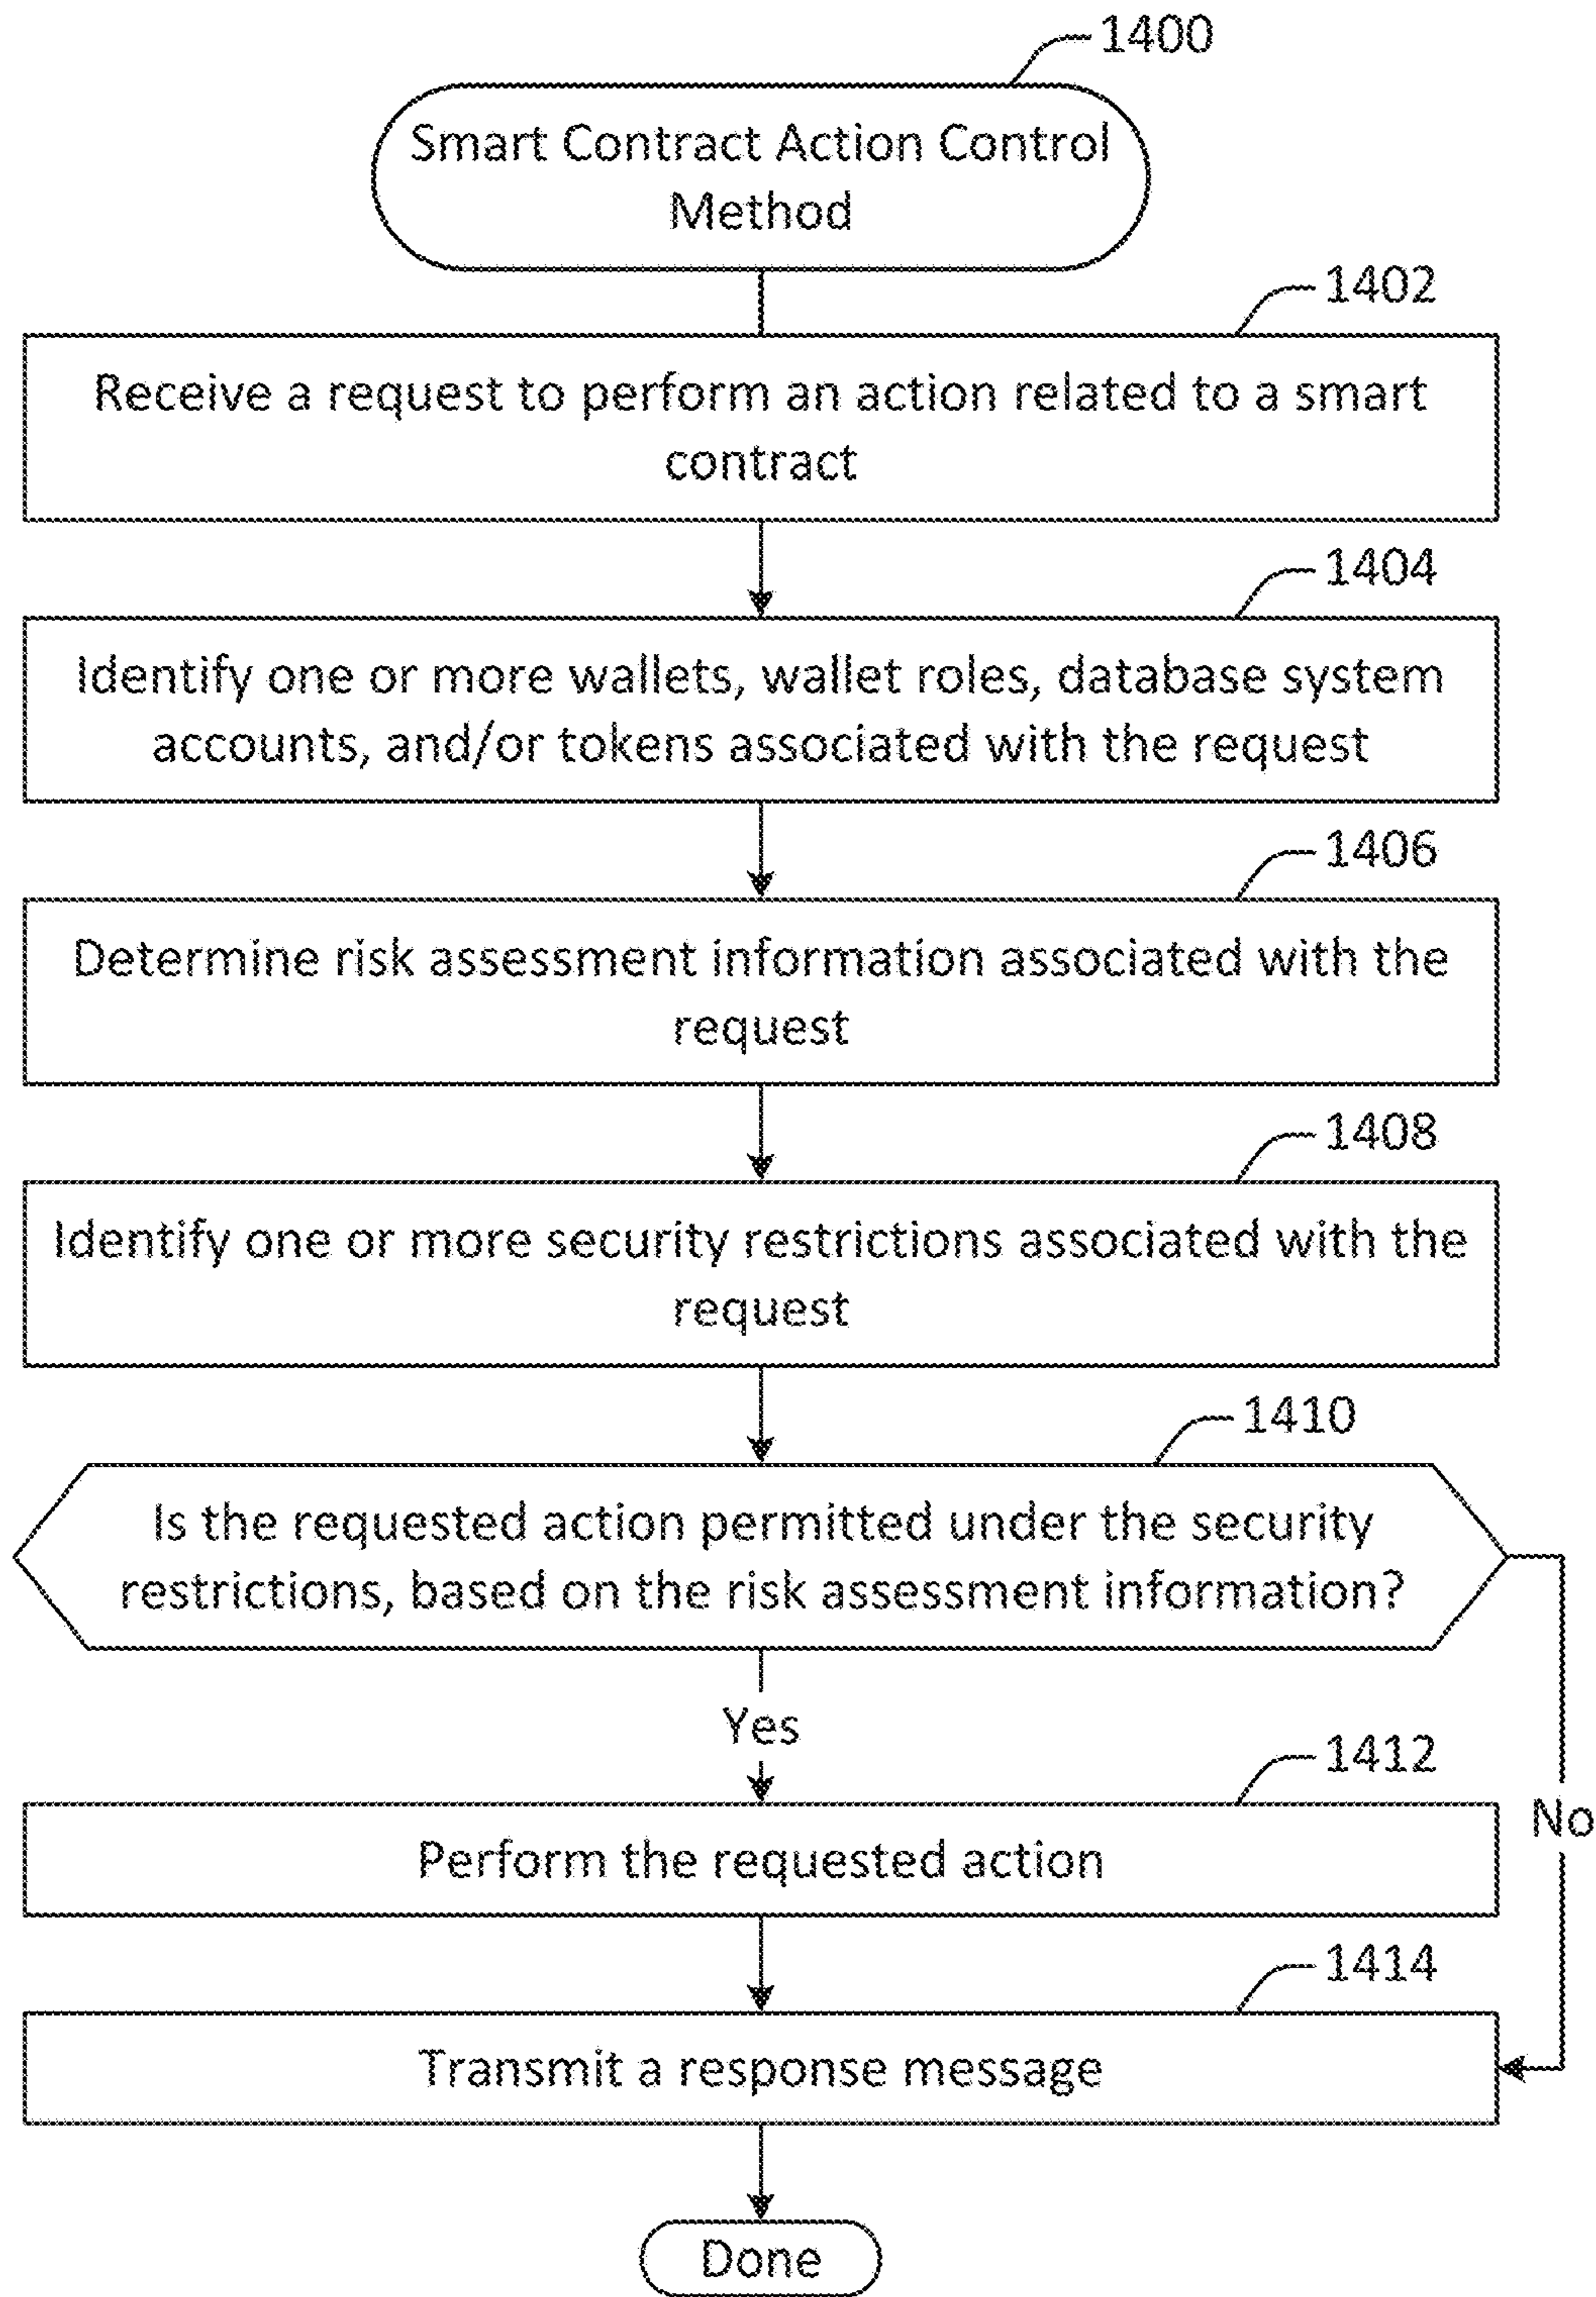 1400
Smart Contract Action Control
Method
1402
Receive a request to perform an action related to a smart
contract
1404
Identify one or more wallets, wallet roles, database system
accounts, and/or tokens associated with the request
1406
Determine risk assessment information associated with the
request
1408
Identify one or more security restrictions associated with the
request
1410
Is the requested action permitted under the security
restrictions, based on the risk assessment information?
Yes
1412
No
Perform the requested action
1414
Transmit a response message
Done